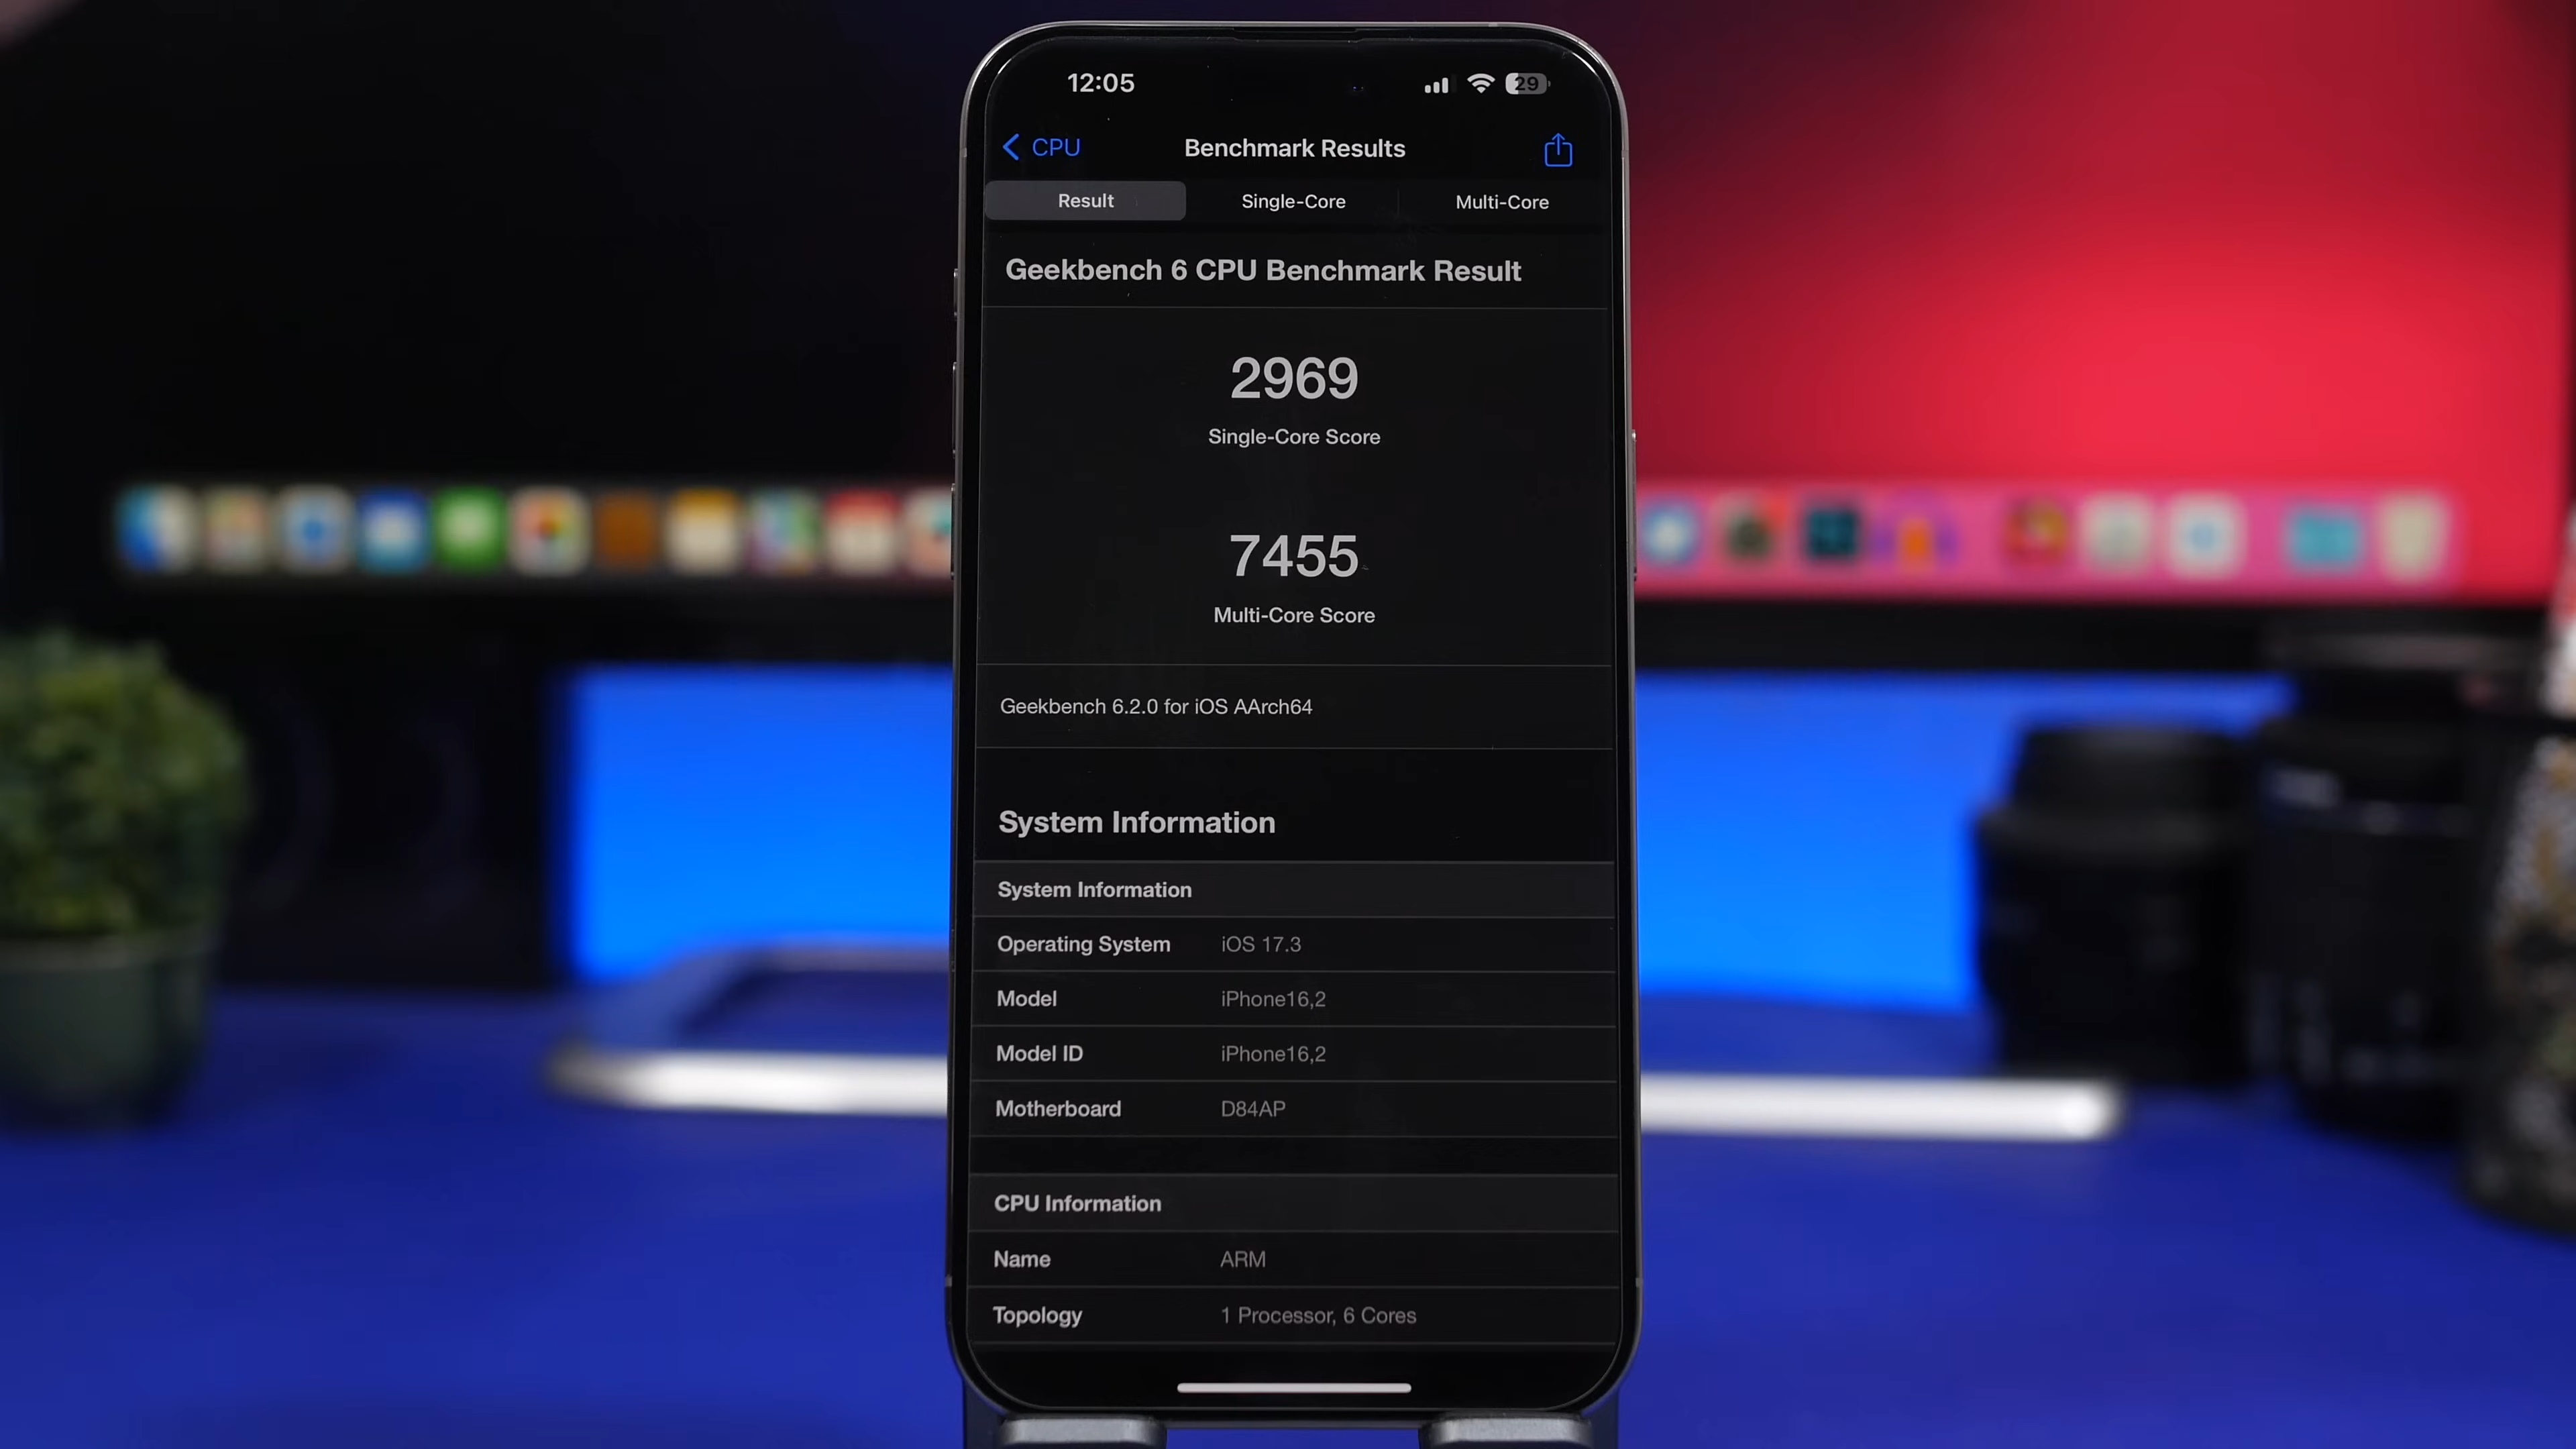 12:05
29
CPU
Benchmark Results
Result
Single-Core
Multi-Core
Geekbench 6 CPU Benchmark Result
2969
Single-Core Score
7455
Multi-Core Score
Geekbench 6.2.0 for iOS AArch64
System Information
System Information
Operating System iOS 17.3
Model iPhone16,2
Model ID iPhone16,2
Motherboard D84AP
CPU Information
Name ARM
Topology 1 Processor, 6 Cores